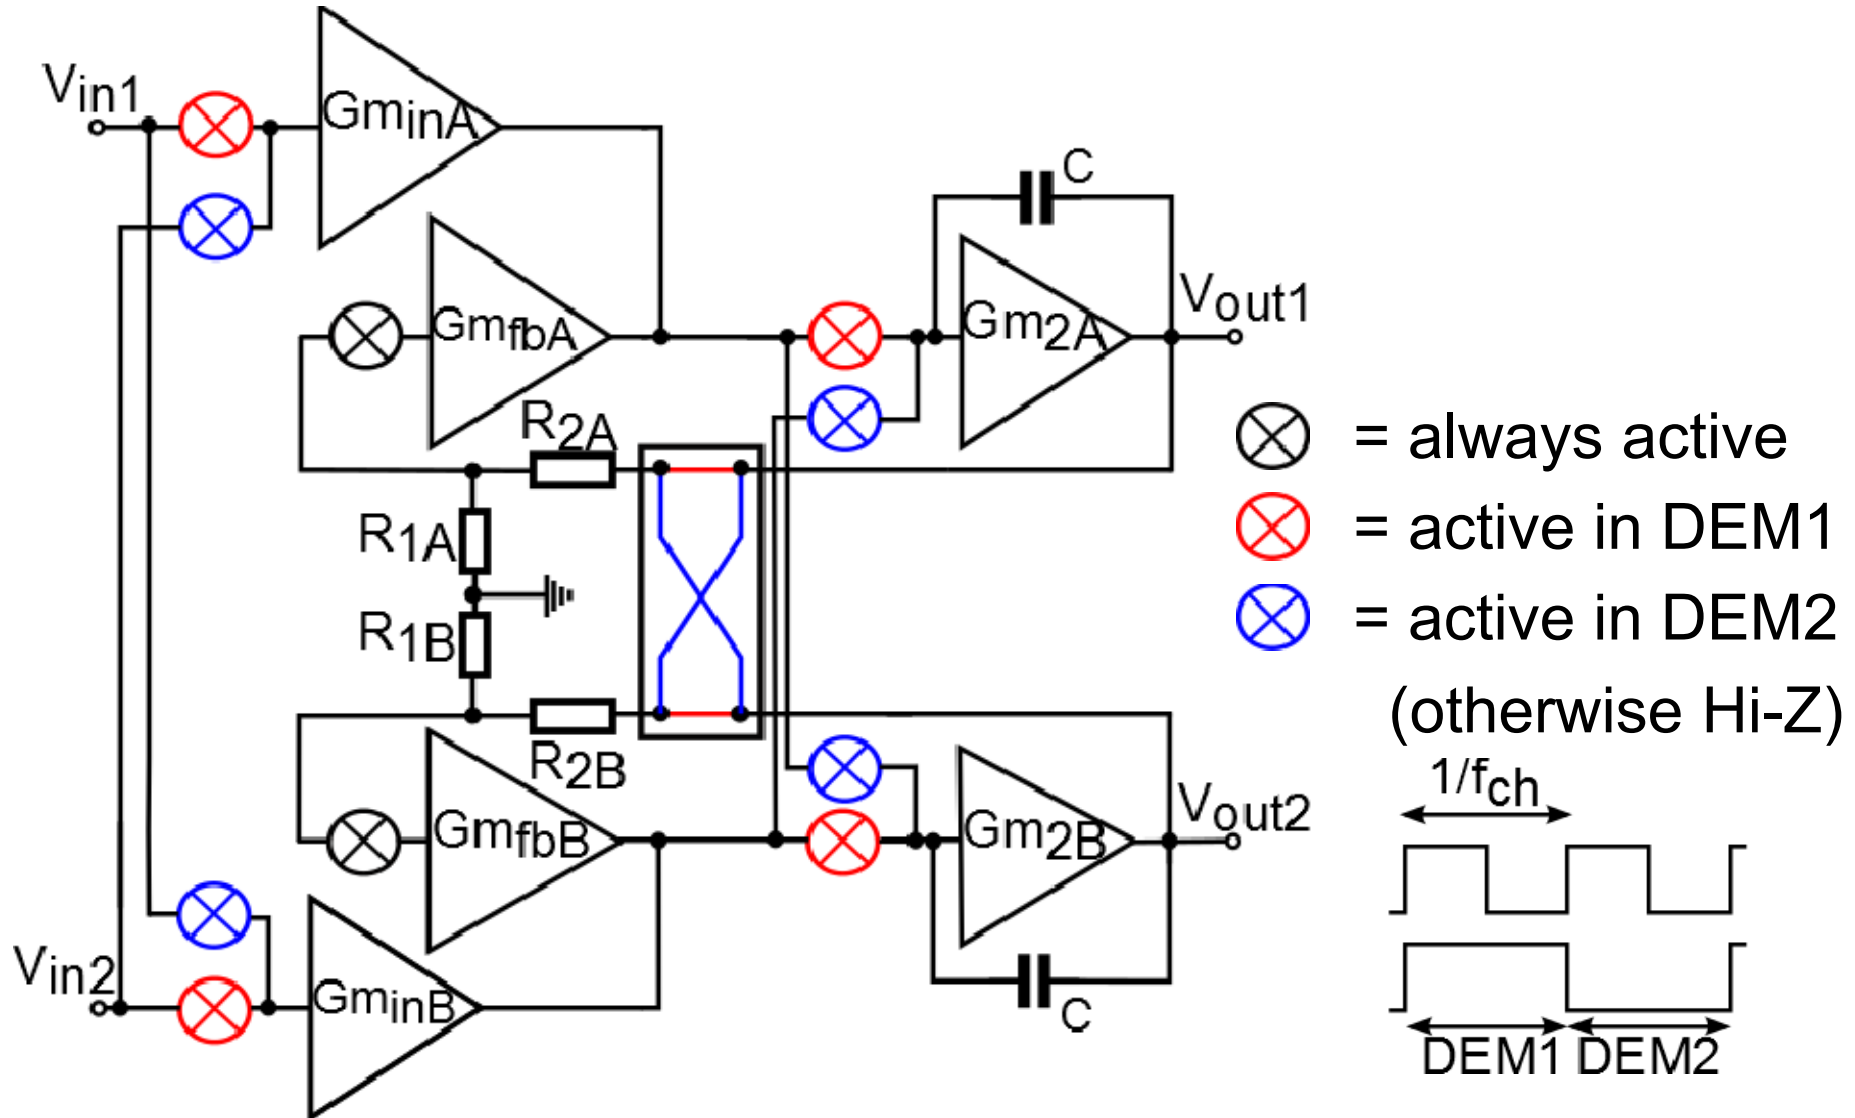 Vin1
GminA
C
GmfbA
Gm2A
Vout1
R2A
R1A
R1B
R2B
= always active
= active in DEM1
= active in DEM2
(otherwise Hi-Z)
1/fch
GmfbB
Gm2B
Vout2
Vin2
GminB
C
DEM1 DEM2